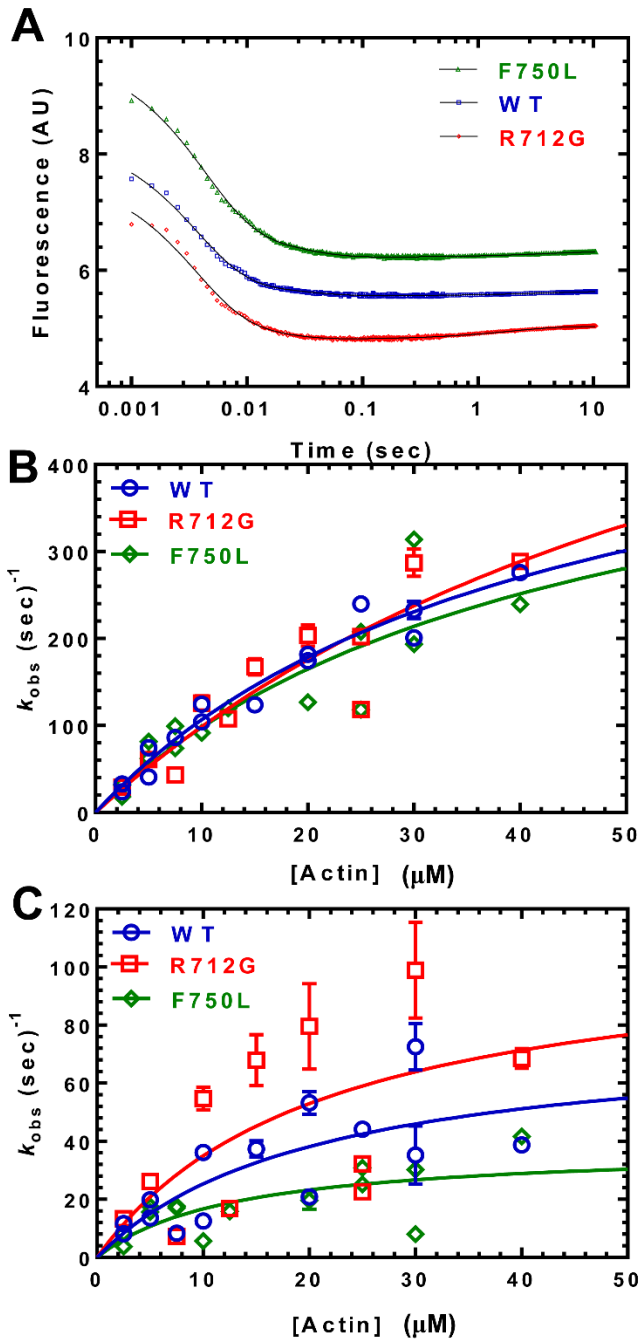 A
10
8
6
4
Fluorescence (AU)
F750L
WT
R712G
0.001
0.01
0.1
1
10
Time (sec)
B
400
300
200
100
0
kobs (sec)-1
WT
R712G
F750L
0
10
20
30
40
50
[Actin] (μM)
C
120
100
80
60
40
20
0
kobs (sec)-1
WT
R712G
F750L
0
10
20
30
40
50
[Actin] (μM)